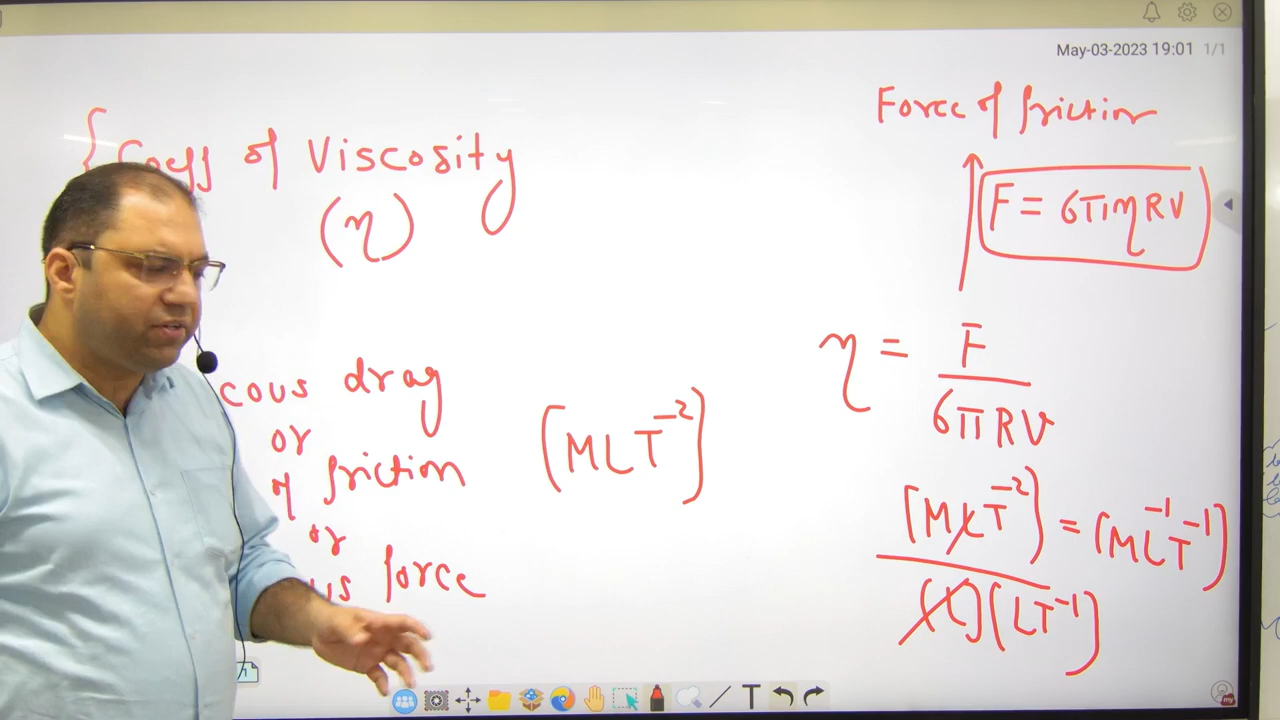 May-03-2023 19:01 1/1
Force of friction
{ Coeff of Viscosity
(η)
F = 6πηRV
η = F / 6πRV
cous drag
or
of friction
or
us force
(MLT⁻²)
(MLT⁻²) / (L)(LT⁻¹) = (ML⁻¹T⁻¹)
T